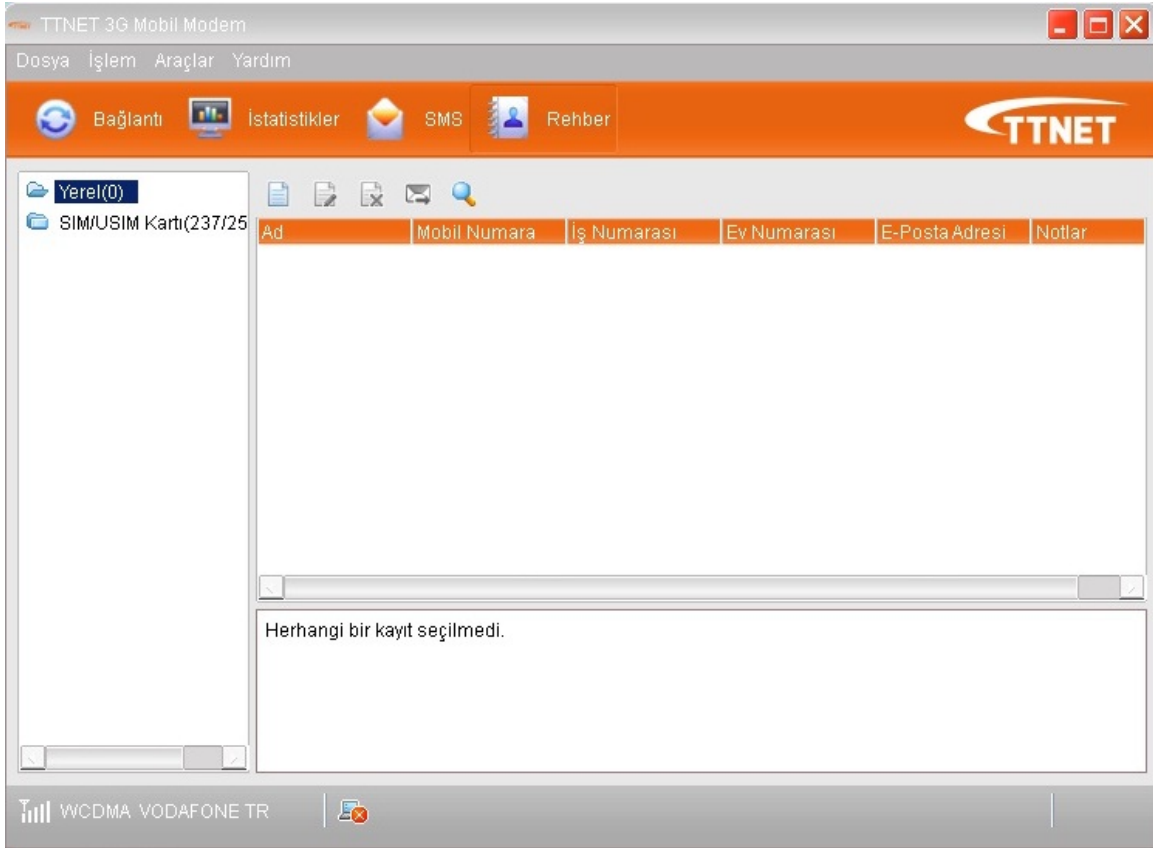 TTNET 3G Mobil Modem
Dosya İşlem Araçlar Yardım
Bağlantı İstatistikler SMS Rehber TTNET
Yerel(0)
SIM/USIM Kartı(237/25
Ad Mobil Numara İş Numarası Ev Numarası E-Posta Adresi Notlar
Herhangi bir kayıt seçilmedi.
WCDMA VODAFONE TR